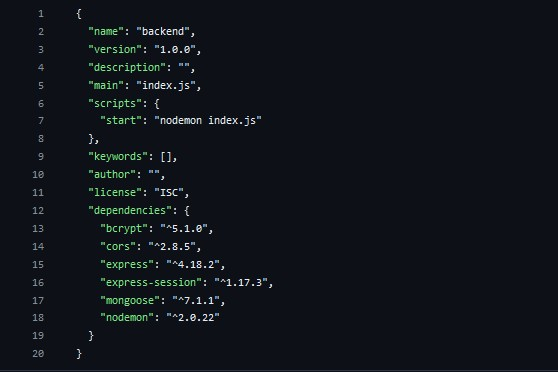 1 {
2 "name": "backend",
3 "version": "1.0.0",
4 "description": "",
5 "main": "index.js",
6 "scripts": {
7 "start": "nodemon index.js"
8 },
9 "keywords": [],
10 "author": "",
11 "license": "ISC",
12 "dependencies": {
13 "bcrypt": "^5.1.0",
14 "cors": "^2.8.5",
15 "express": "^4.18.2",
16 "express-session": "^1.17.3",
17 "mongoose": "^7.1.1",
18 "nodemon": "^2.0.22"
19 }
20 }